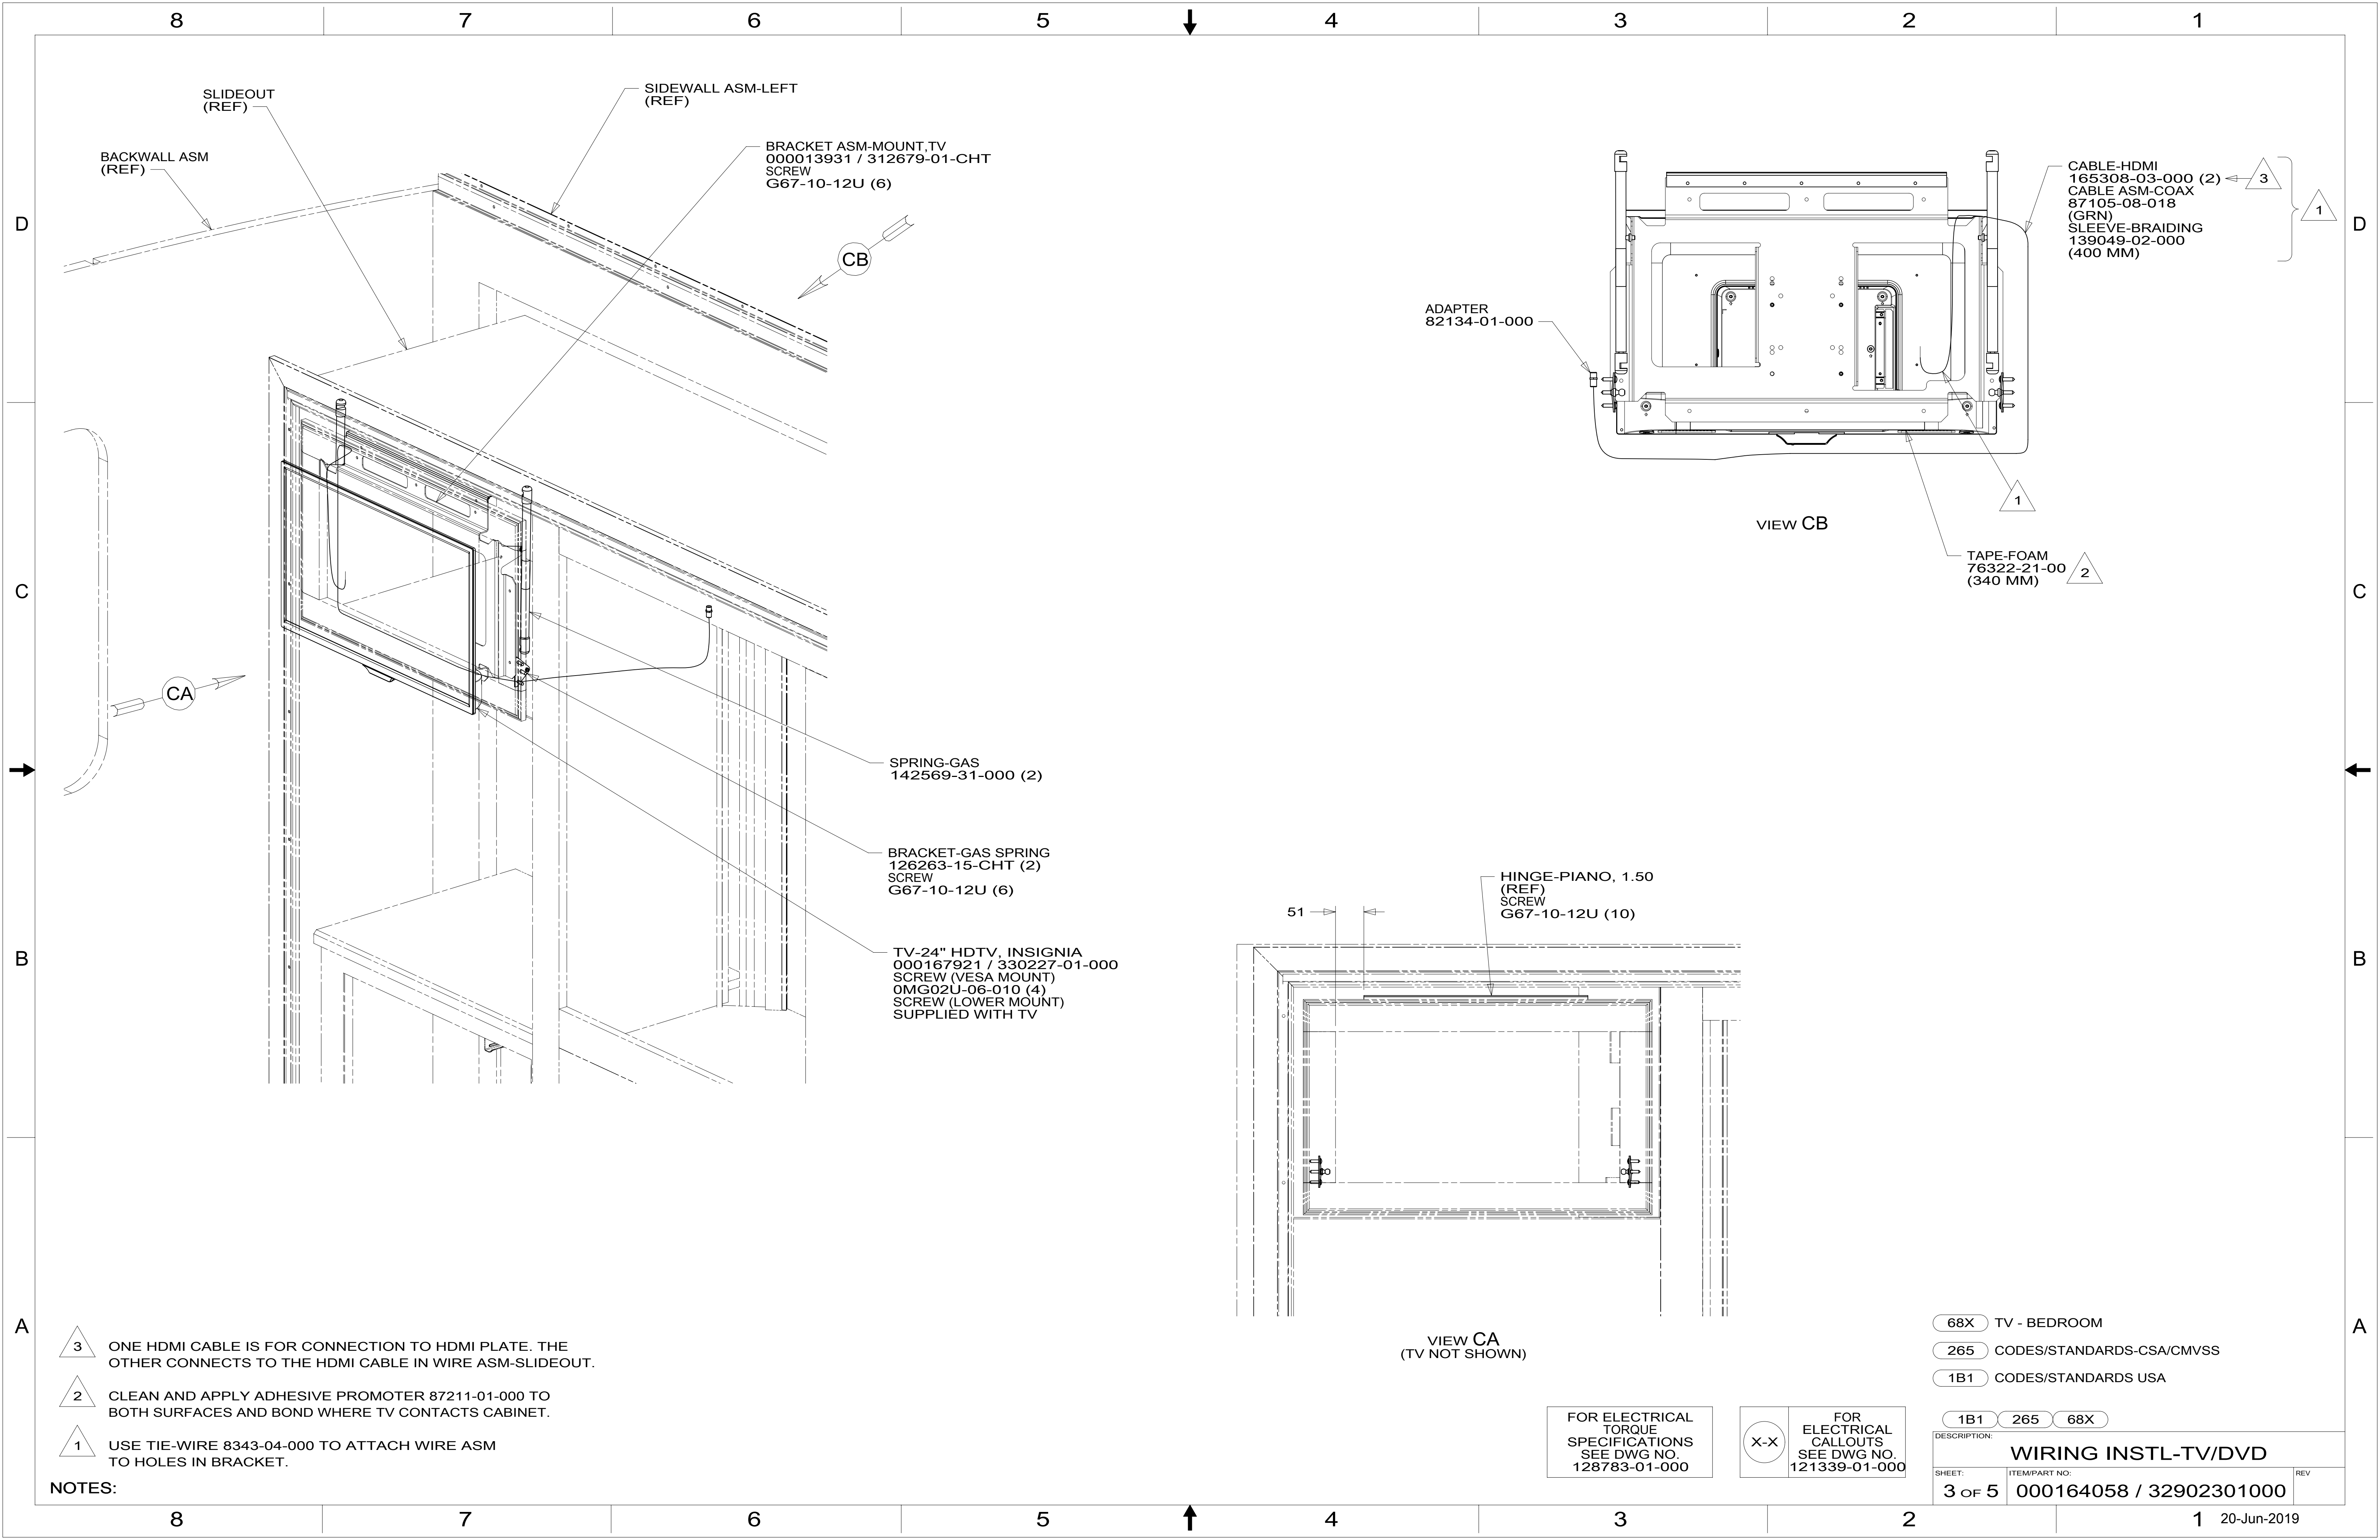 8 7 6 5 4 3 2 1
SLIDEOUT
(REF)
SIDEWALL ASM-LEFT
(REF)
BACKWALL ASM
(REF)
BRACKET ASM-MOUNT,TV
000013931 / 312679-01-CHT
SCREW
G67-10-12U (6)
CB
CA
SPRING-GAS
142569-31-000 (2)
BRACKET-GAS SPRING
126263-15-CHT (2)
SCREW
G67-10-12U (6)
TV-24" HDTV, INSIGNIA
000167921 / 330227-01-000
SCREW (VESA MOUNT)
0MG02U-06-010 (4)
SCREW (LOWER MOUNT)
SUPPLIED WITH TV
CABLE-HDMI
165308-03-000 (2) 3
CABLE ASM-COAX
87105-08-018
(GRN)
SLEEVE-BRAIDING
139049-02-000
(400 MM)
1
ADAPTER
82134-01-000
1
VIEW CB
TAPE-FOAM
76322-21-00
(340 MM)
2
HINGE-PIANO, 1.50
(REF)
SCREW
G67-10-12U (10)
51
VIEW CA
(TV NOT SHOWN)
D
C
B
A
D
C
B
A
3 ONE HDMI CABLE IS FOR CONNECTION TO HDMI PLATE. THE
OTHER CONNECTS TO THE HDMI CABLE IN WIRE ASM-SLIDEOUT.
2 CLEAN AND APPLY ADHESIVE PROMOTER 87211-01-000 TO
BOTH SURFACES AND BOND WHERE TV CONTACTS CABINET.
1 USE TIE-WIRE 8343-04-000 TO ATTACH WIRE ASM
TO HOLES IN BRACKET.
NOTES:
FOR ELECTRICAL
TORQUE
SPECIFICATIONS
SEE DWG NO.
128783-01-000
X-X
FOR
ELECTRICAL
CALLOUTS
SEE DWG NO.
121339-01-000
68X TV - BEDROOM
265 CODES/STANDARDS-CSA/CMVSS
1B1 CODES/STANDARDS USA
1B1 265 68X
DESCRIPTION:
WIRING INSTL-TV/DVD
SHEET: ITEM/PART NO: REV
3 OF 5 000164058 / 32902301000
8 7 6 5 4 3 2 1 20-Jun-2019